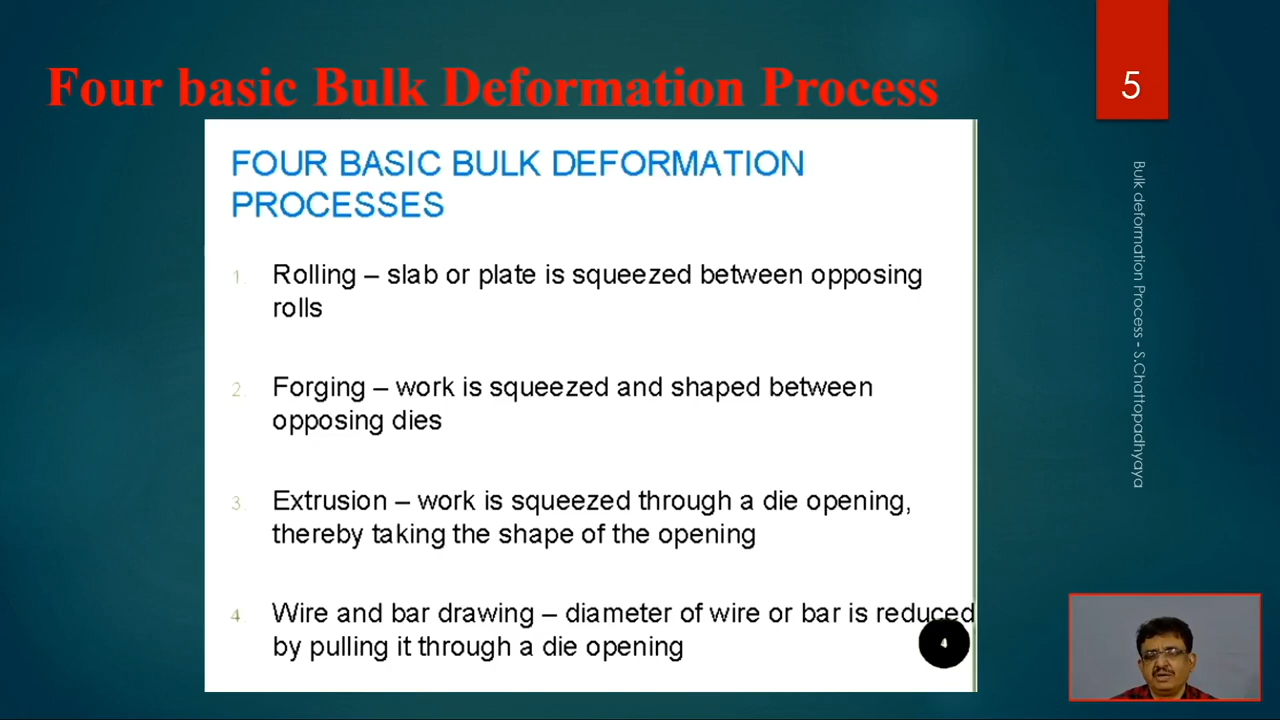 Four basic Bulk Deformation Process
5
FOUR BASIC BULK DEFORMATION
PROCESSES
1. Rolling – slab or plate is squeezed between opposing
rolls
2. Forging – work is squeezed and shaped between
opposing dies
3. Extrusion – work is squeezed through a die opening,
thereby taking the shape of the opening
4. Wire and bar drawing – diameter of wire or bar is reduced
by pulling it through a die opening
4
Bulk deformation Process - S.Chattopadhyaya